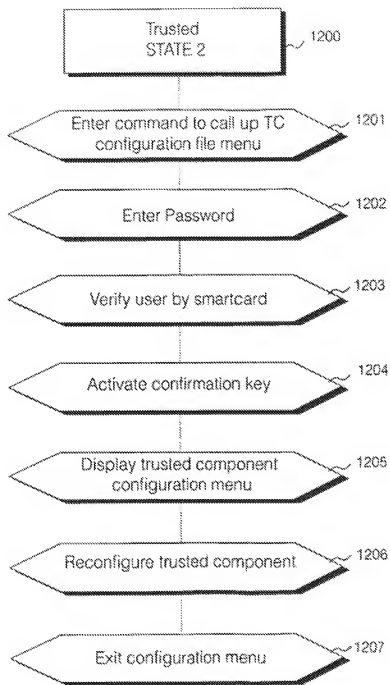 Trusted
STATE 2
1200
Enter command to call up TC
configuration file menu
1201
Enter Password
1202
Verify user by smartcard
1203
Activate confirmation key
1204
Display trusted component
configuration menu
1205
Reconfigure trusted component
1206
Exit configuration menu
1207